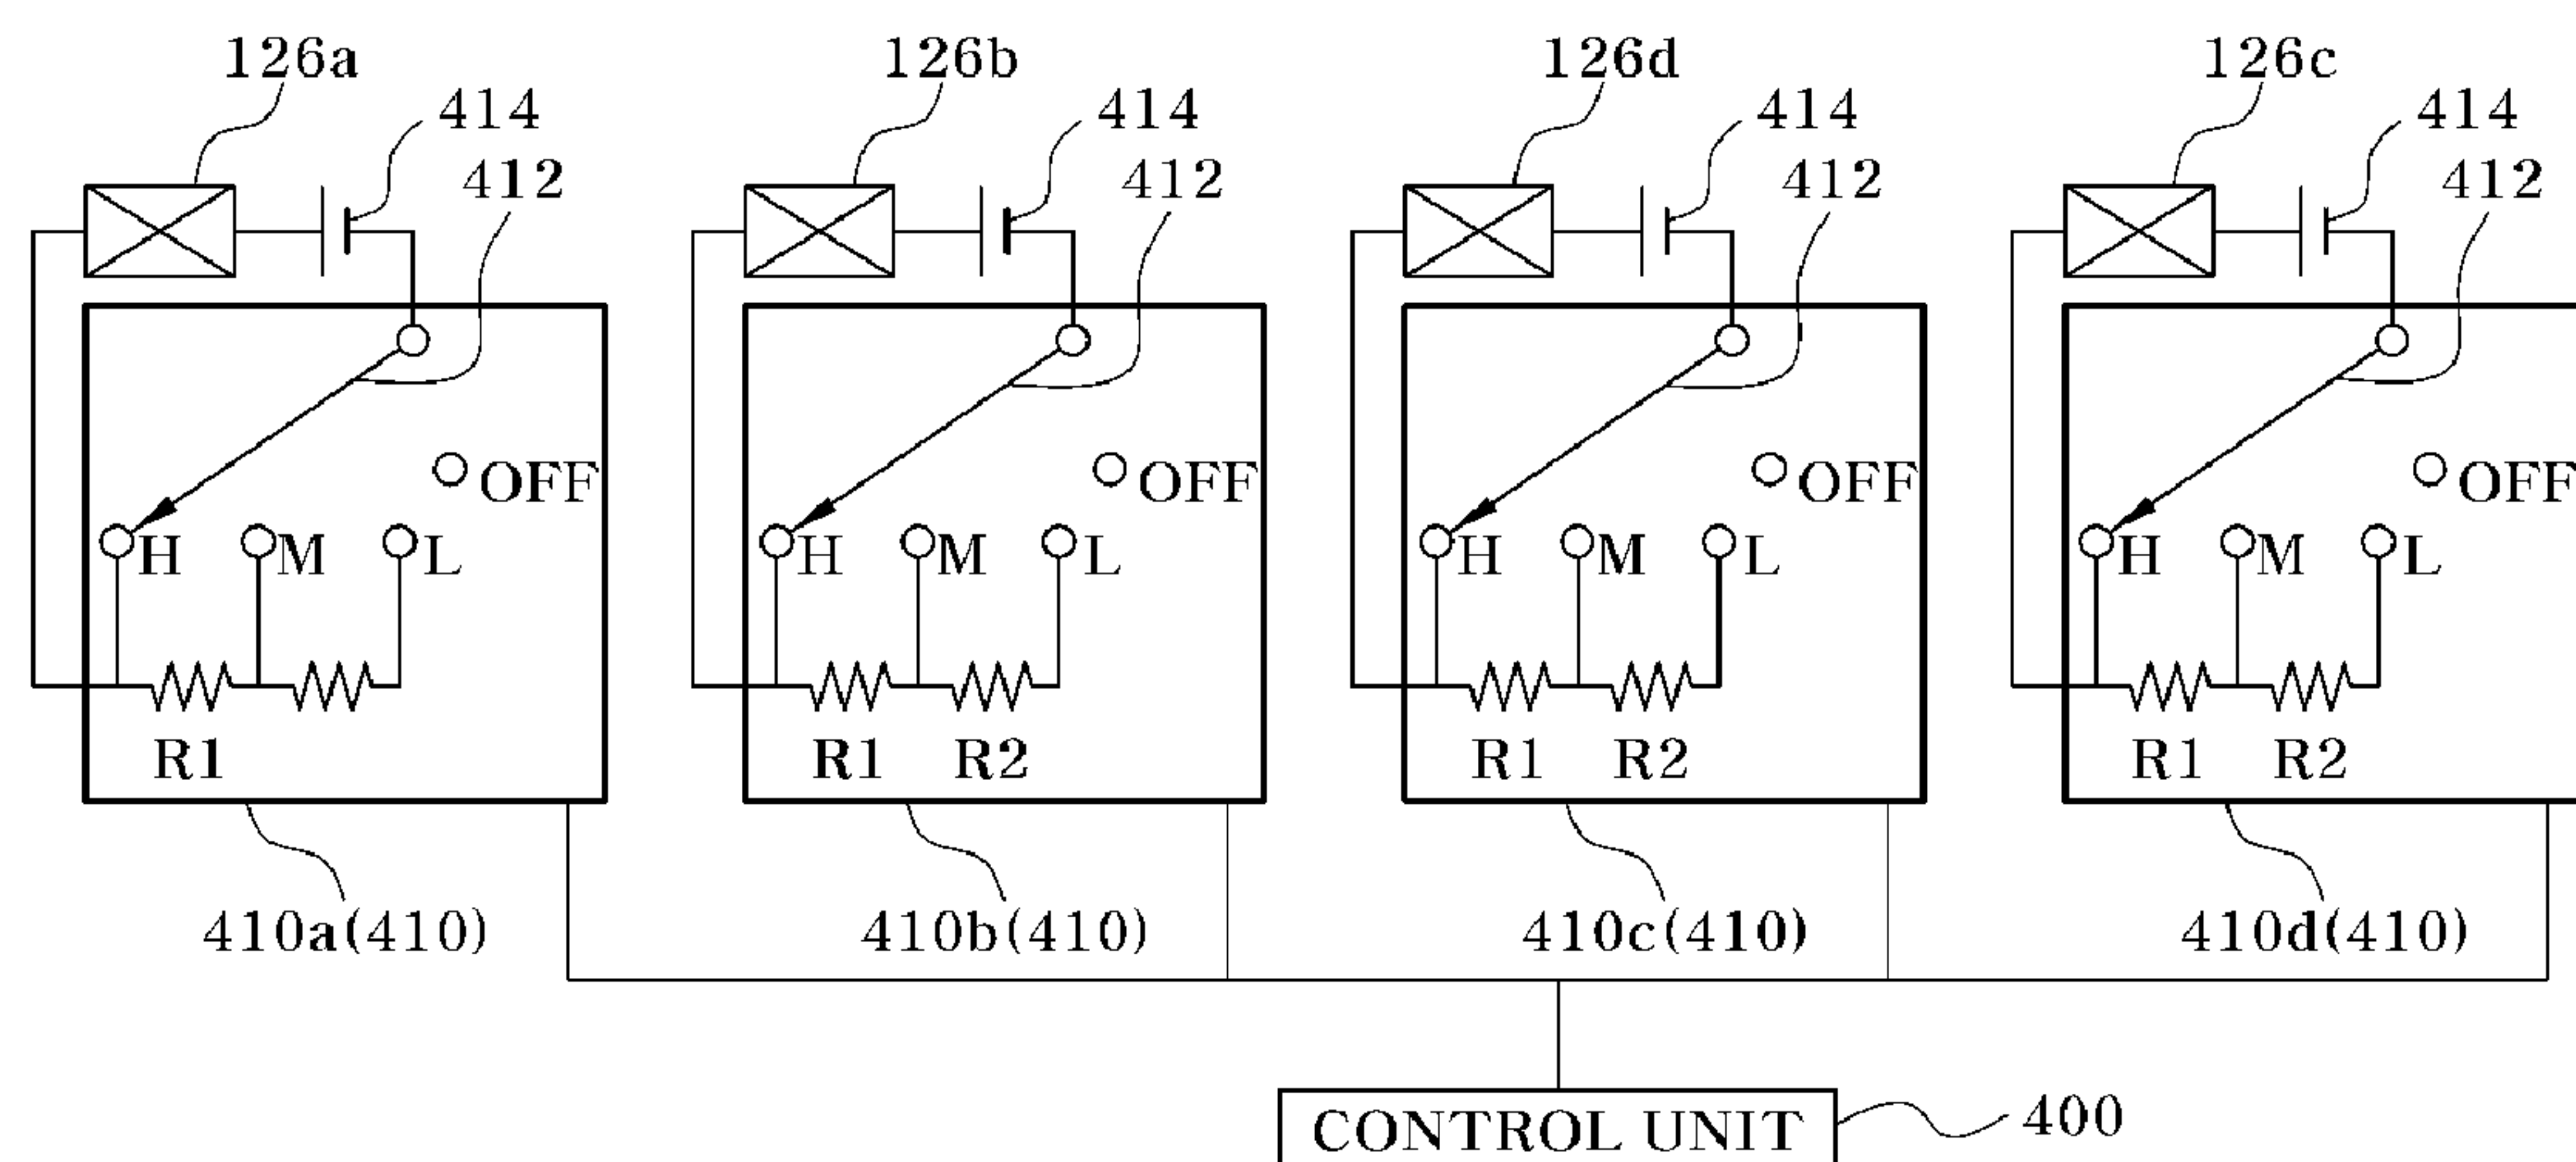 126a 126b 126d 126c
414 414 414 414
412 412 412 412
OFF OFF OFF OFF
H M L H M L H M L H M L
R1 R1 R2 R1 R2 R1 R2
410a(410) 410b(410) 410c(410) 410d(410)
CONTROL UNIT 400